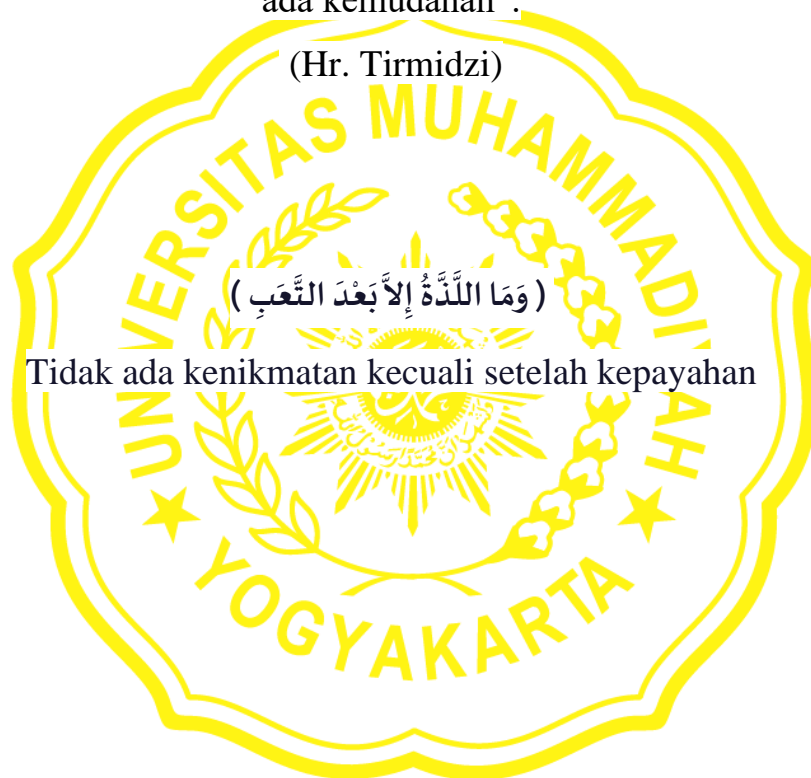 ada kemudahan".
(Hr. Tirmidzi)
UNIVERSITAS MUHAMMADIYAH
( وَمَا اللَّذَّةُ إِلاَّ بَعْدَ التَّعَبِ )
Tidak ada kenikmatan kecuali setelah kepayahan
YOGYAKARTA